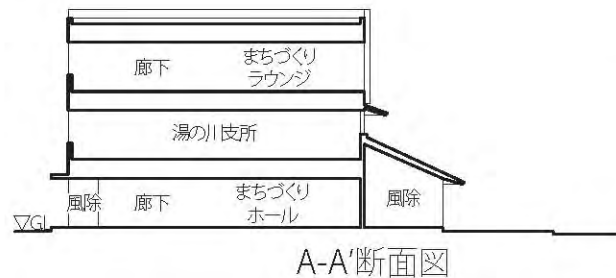 廊下
まちづくり
ラウンジ
湯の川支所
風除
廊下
まちづくり
ホール
風除
▽GL
A-A'断面図